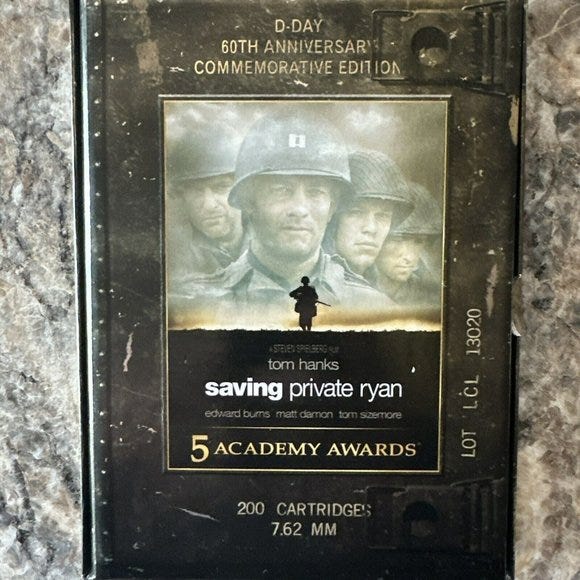 D-DAY
60TH ANNIVERSARY
COMMEMORATIVE EDITION
A STEVEN SPIELBERG FILM
tom hanks
saving private ryan
edward burns matt damon tom sizemore
5 ACADEMY AWARDS®
LOT LCL 13020
200 CARTRIDGES
7.62 MM